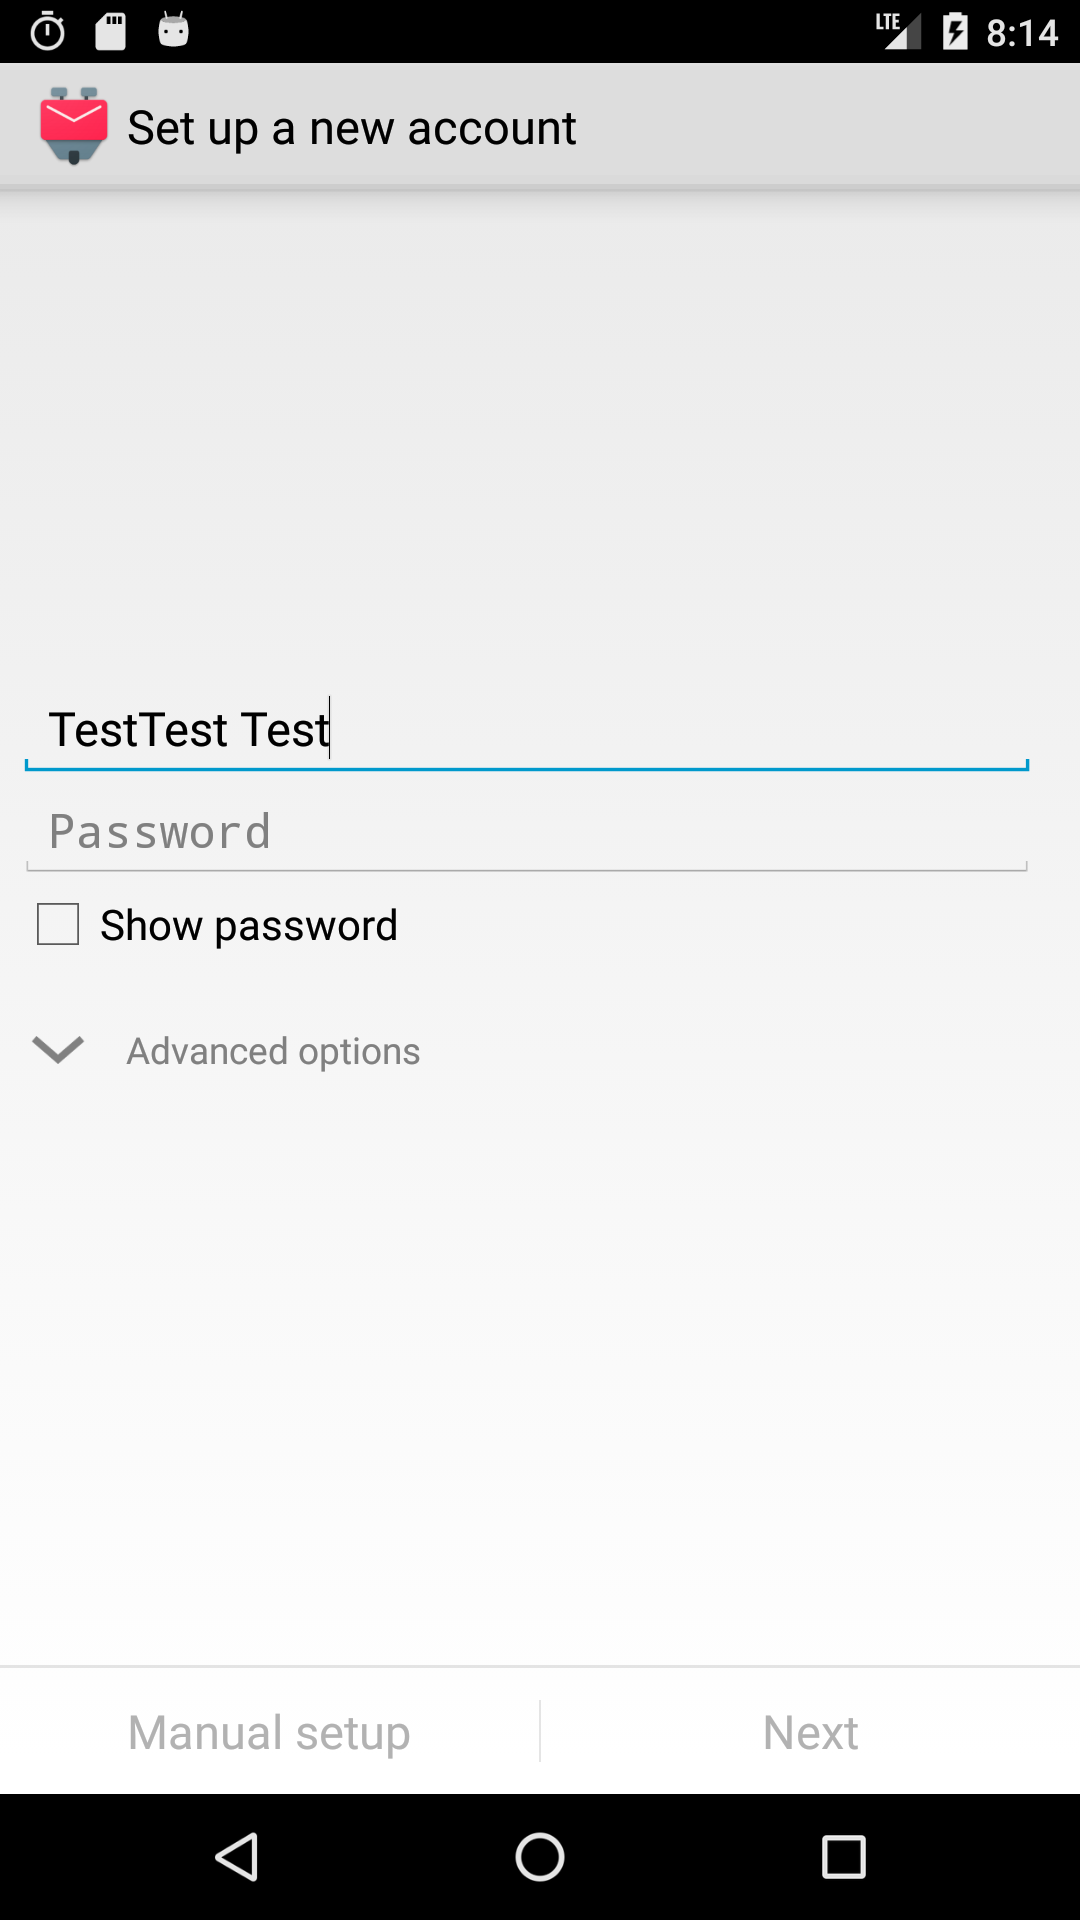 LTE 8:14
Set up a new account
TestTest Test
Password
Show password
Advanced options
Manual setup Next